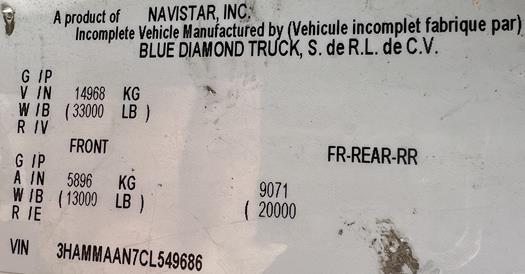 A product of NAVISTAR, INC.
Incomplete Vehicle Manufactured by (Vehicule incomplet fabrique par)
BLUE DIAMOND TRUCK, S. de R.L. de C.V.
G /P
V /N 14968 KG
W/B ( 33000 LB )
R /V
FRONT FR-REAR-RR
G /P
A /N 5896 KG 9071
W/B (13000 LB ) ( 20000
R /E
VIN 3HAMMAAN7CL549686